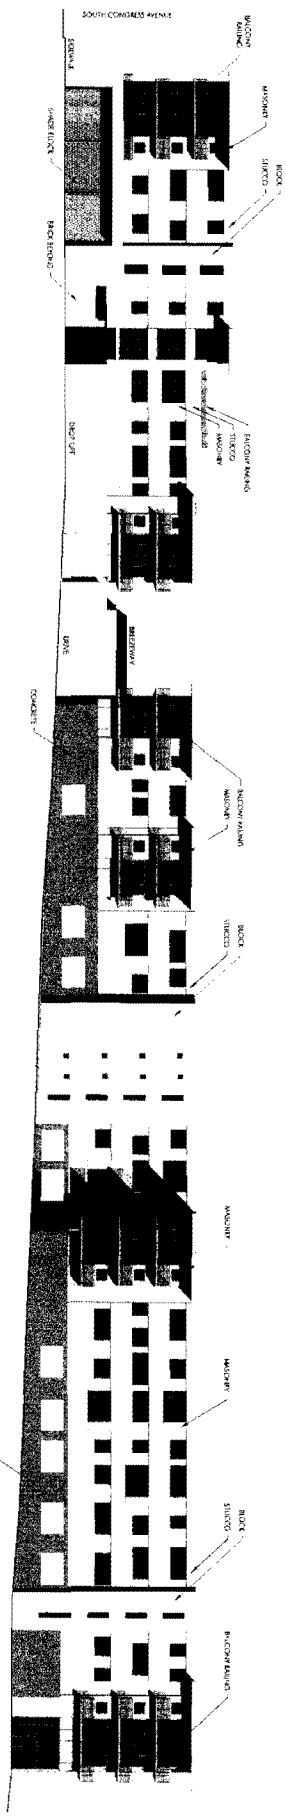 SOUTH CONGRESS AVENUE
SIDEWALK
BALCONY
RAILING
MASONRY
STUCCO
BLOCK
SHADE BLOCK
BRICK BEYOND
BALCONY RAILING
STUCCO
MASONRY
DROP OFF
BREEZEWAY
DRIVE
CONCRETE
BALCONY RAILING
MASONRY
BLOCK
STUCCO
MASONRY
MASONRY
BLOCK
STUCCO
BALCONY RAILING